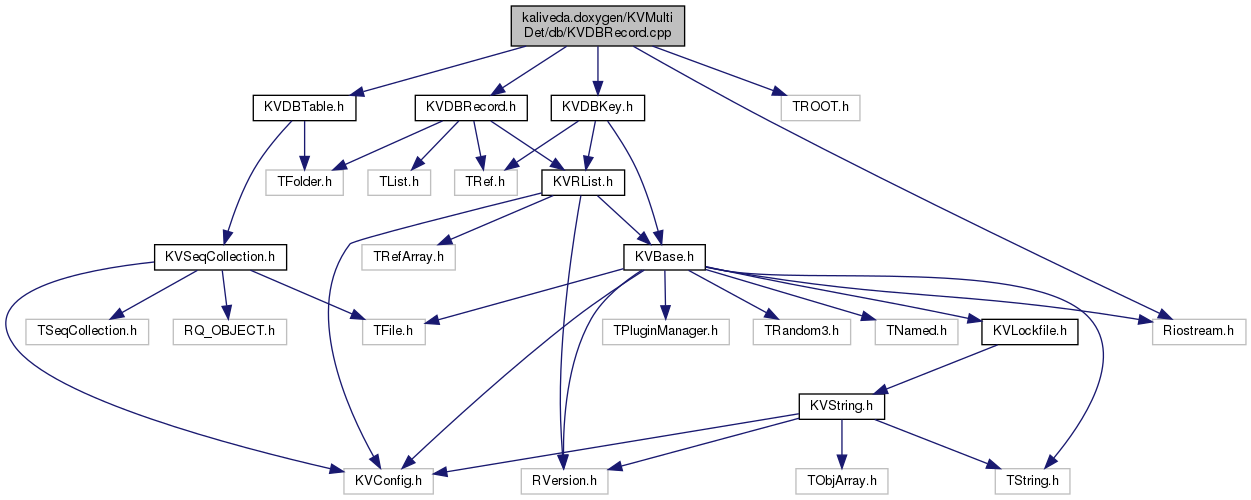 kaliveda.doxygen/KVMulti
Det/db/KVDBRecord.cpp
KVDBTable.h
KVDBRecord.h
KVDBKey.h
TROOT.h
TFolder.h
TList.h
TRef.h
KVRList.h
KVSeqCollection.h
TRefArray.h
KVBase.h
TSeqCollection.h
RQ_OBJECT.h
TFile.h
TPluginManager.h
TRandom3.h
TNamed.h
KVLockfile.h
Riostream.h
KVString.h
KVConfig.h
RVersion.h
TObjArray.h
TString.h